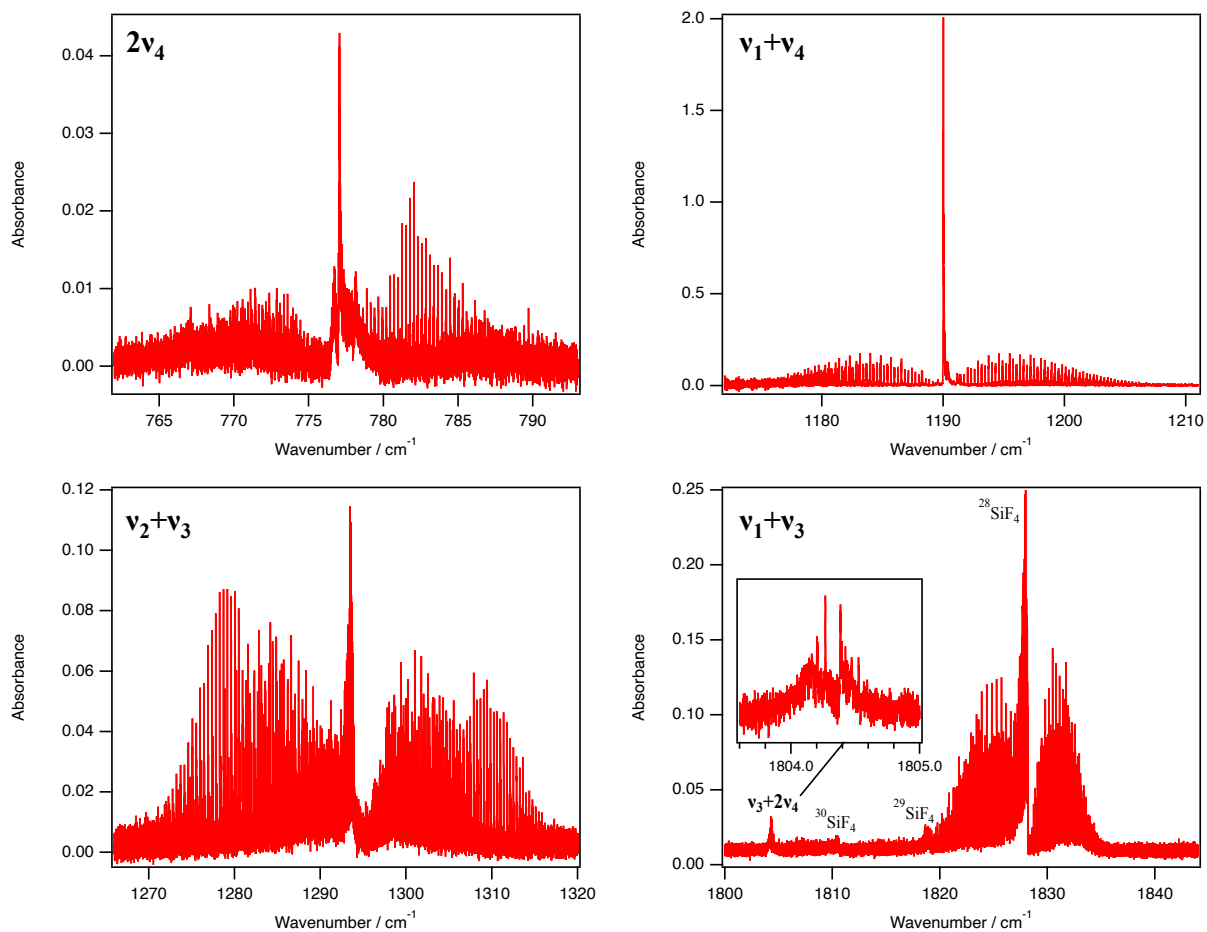 2ν₄
0.04
0.03
0.02
0.01
0.00
Absorbance
765 770 775 780 785 790
Wavenumber / cm⁻¹
ν₁+ν₄
2.0
1.5
1.0
0.5
0.0
Absorbance
1180 1190 1200 1210
Wavenumber / cm⁻¹
ν₂+ν₃
0.12
0.10
0.08
0.06
0.04
0.02
0.00
Absorbance
1270 1280 1290 1300 1310 1320
Wavenumber / cm⁻¹
ν₁+ν₃
0.25
0.20
0.15
0.10
0.05
0.00
Absorbance
²⁸SiF₄
1804.0 1805.0
ν₃+2ν₄
³⁰SiF₄
²⁹SiF₄
1800 1810 1820 1830 1840
Wavenumber / cm⁻¹